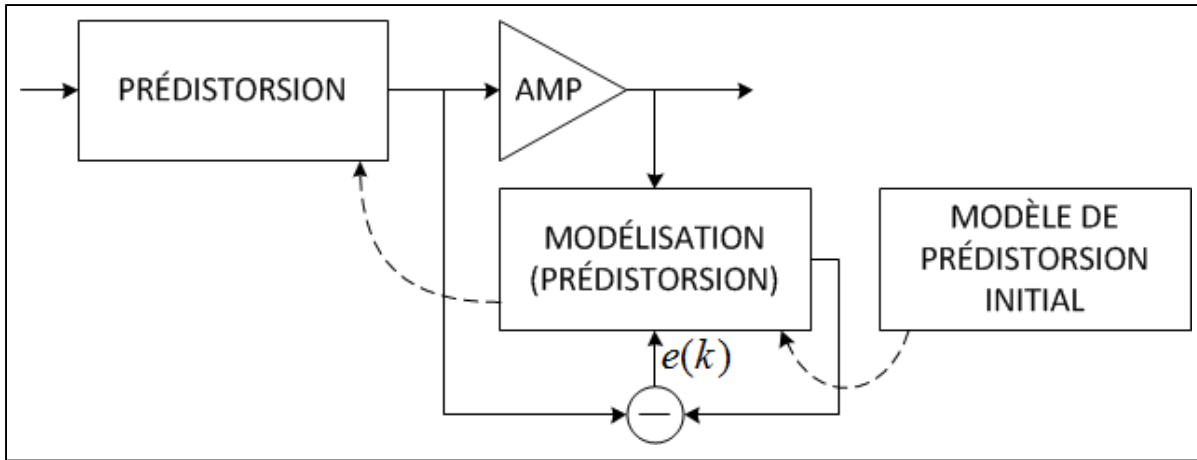 PRÉDISTORSION
AMP
MODÉLISATION
(PRÉDISTORSION)
MODÈLE DE
PRÉDISTORSION
INITIAL
e(k)
—